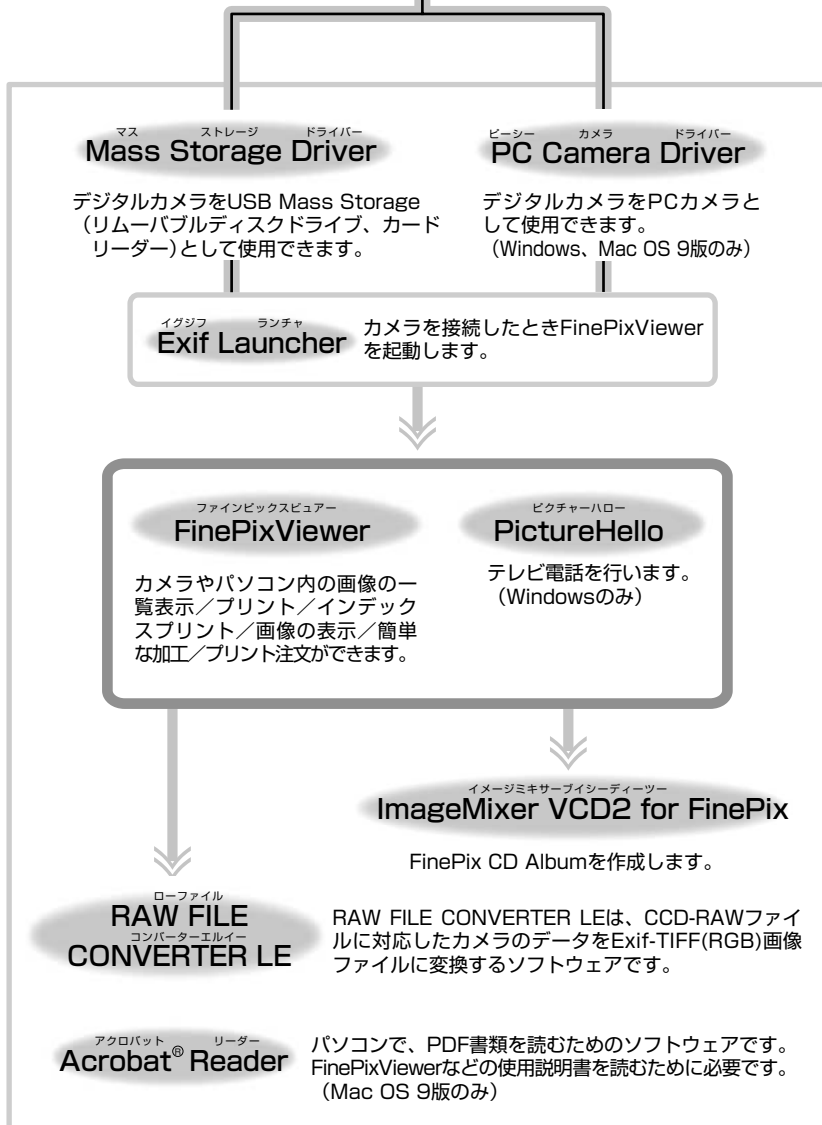 マス ストレージ ドライバー
Mass Storage Driver
デジタルカメラをUSB Mass Storage
（リムーバブルディスクドライブ、カード
リーダー）として使用できます。
ピーシー カメラ ドライバー
PC Camera Driver
デジタルカメラをPCカメラと
して使用できます。
（Windows、Mac OS 9版のみ）
イグジフ ランチャ
Exif Launcher
カメラを接続したときFinePixViewer
を起動します。
ファインピックスビュアー
FinePixViewer
カメラやパソコン内の画像の一
覧表示／プリント／インデック
スプリント／画像の表示／簡単
な加工／プリント注文ができます。
ピクチャーハロー
PictureHello
テレビ電話を行います。
（Windowsのみ）
イメージミキサーブイシーディーツー
ImageMixer VCD2 for FinePix
FinePix CD Albumを作成します。
ローファイル
RAW FILE
コンバーターエルイー
CONVERTER LE
RAW FILE CONVERTER LEは、CCD-RAWファイ
ルに対応したカメラのデータをExif-TIFF(RGB)画像
ファイルに変換するソフトウェアです。
アクロバット リーダー
Acrobat® Reader
パソコンで、PDF書類を読むためのソフトウェアです。
FinePixViewerなどの使用説明書を読むために必要です。
（Mac OS 9版のみ）